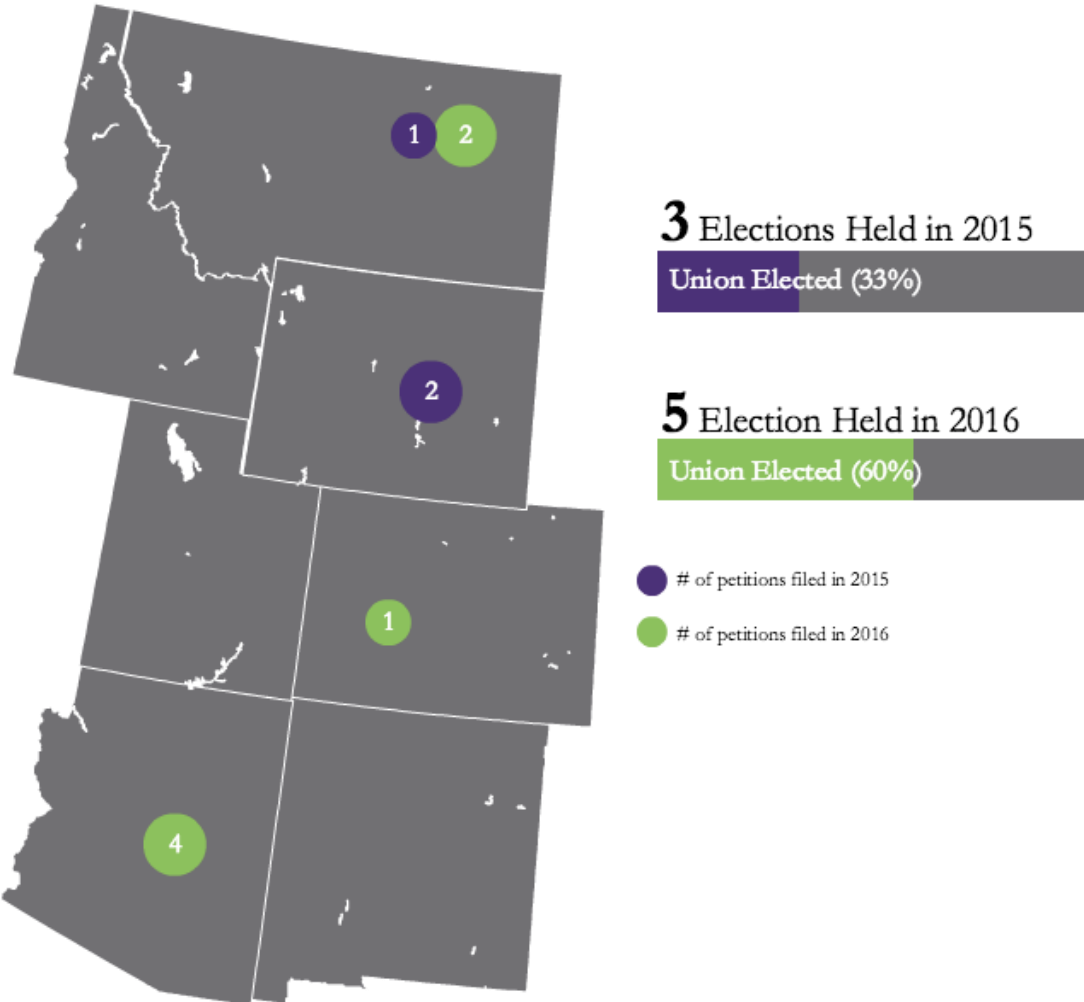 1 2
3 Elections Held in 2015
Union Elected (33%)
2
5 Election Held in 2016
Union Elected (60%)
# of petitions filed in 2015
1
# of petitions filed in 2016
4